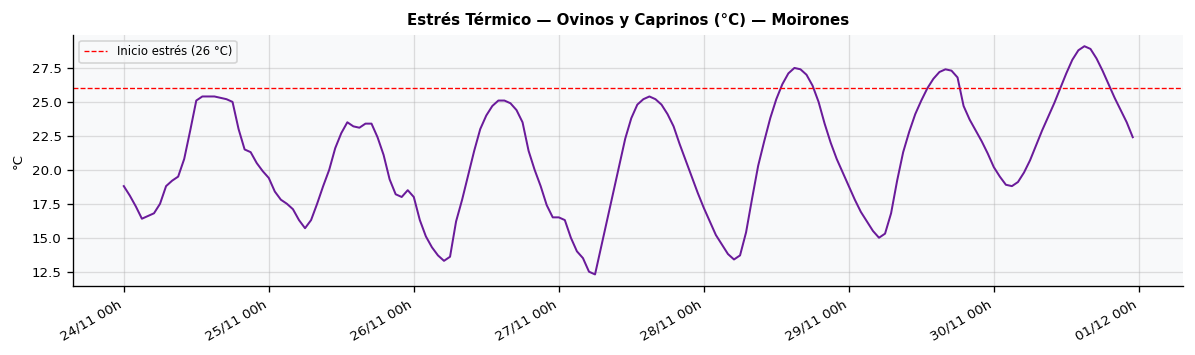 Estrés Térmico — Ovinos y Caprinos (°C) — Moirones
Inicio estrés (26 °C)
°C
27.5
25.0
22.5
20.0
17.5
15.0
12.5
24/11 00h
25/11 00h
26/11 00h
27/11 00h
28/11 00h
29/11 00h
30/11 00h
01/12 00h